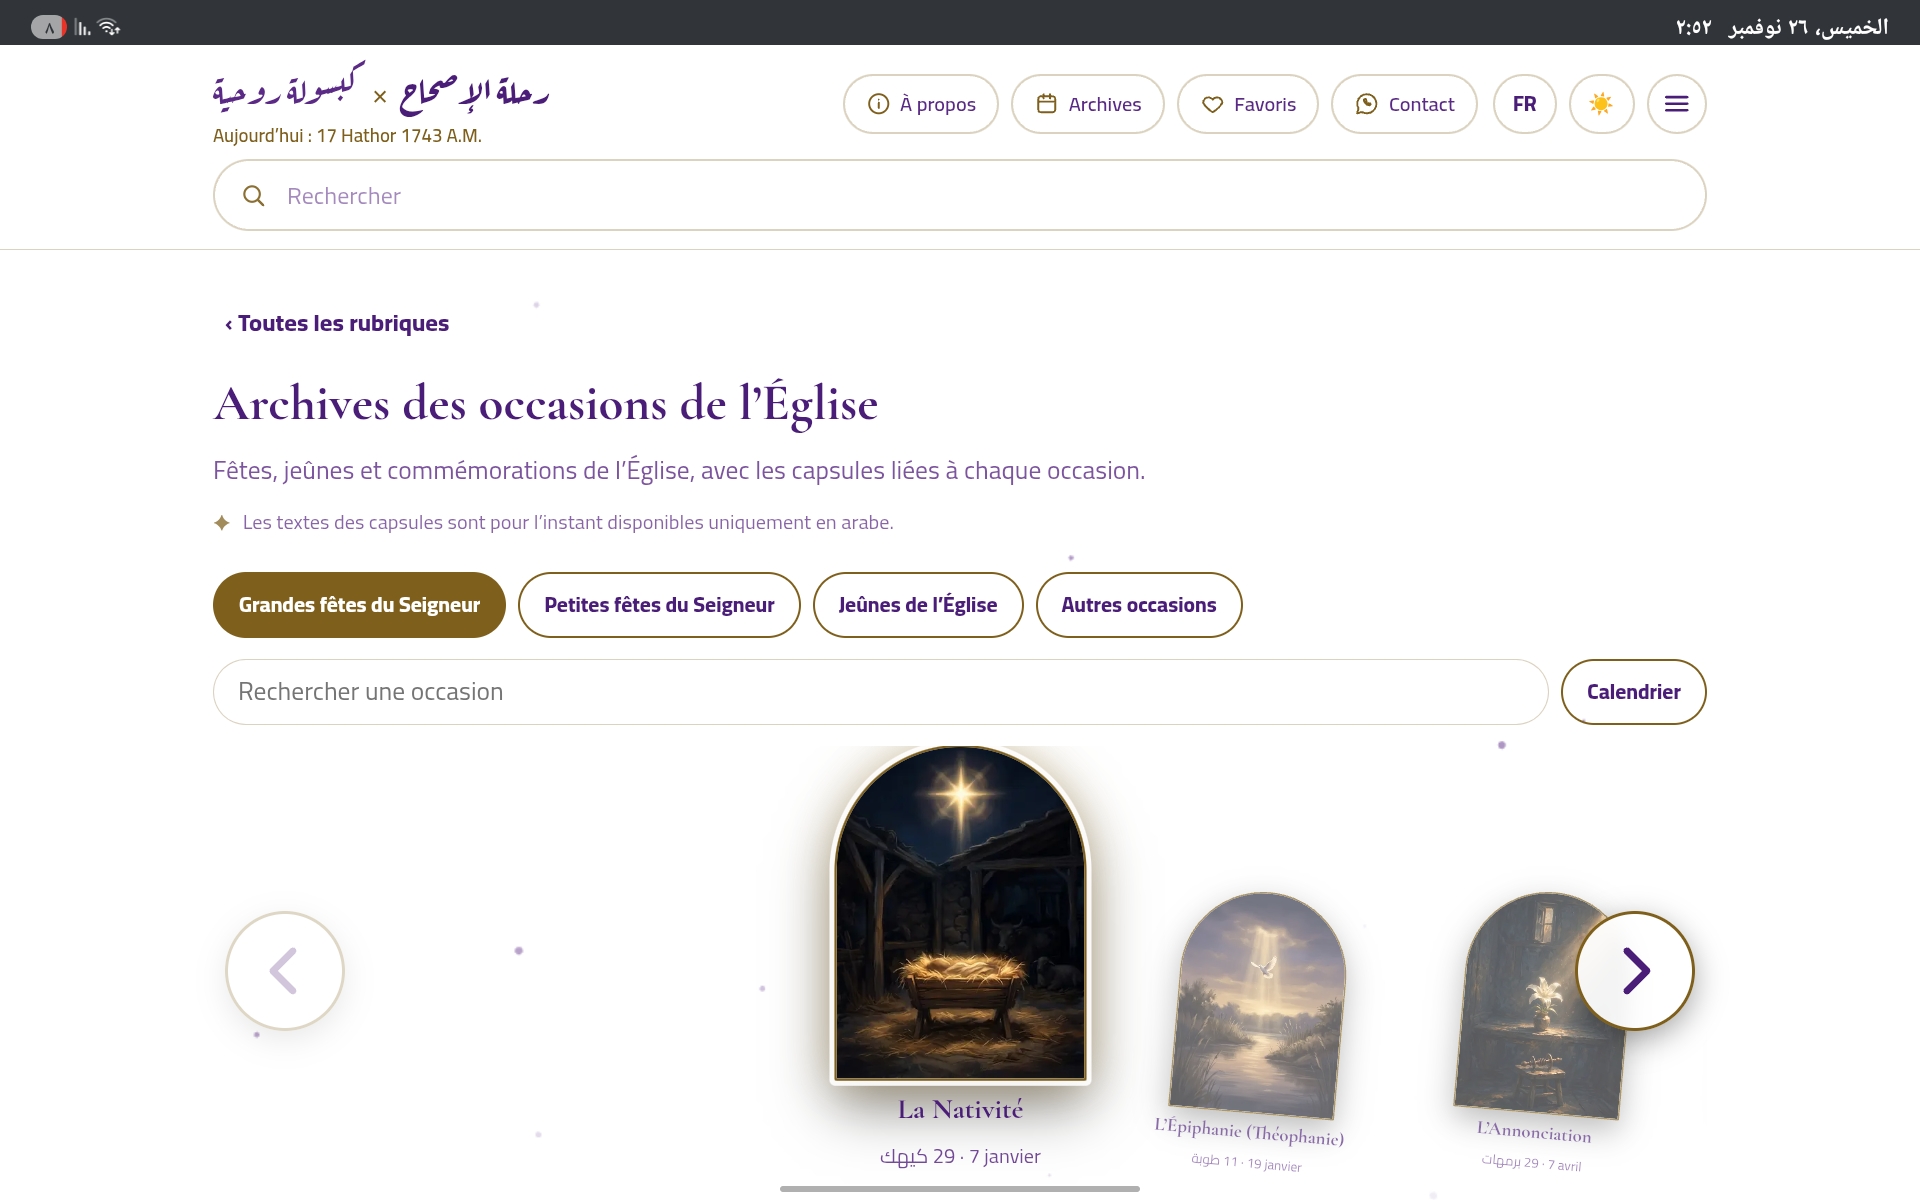 الخميس، ٢٦ نوفمبر ٢:٥٢
٨
رحلة الإصحاح × كبسولة روحية
Aujourd’hui : 17 Hathor 1743 A.M.
À propos
Archives
Favoris
Contact
FR
Rechercher
‹ Toutes les rubriques
Archives des occasions de l’Église
Fêtes, jeûnes et commémorations de l’Église, avec les capsules liées à chaque occasion.
Les textes des capsules sont pour l’instant disponibles uniquement en arabe.
Grandes fêtes du Seigneur
Petites fêtes du Seigneur
Jeûnes de l’Église
Autres occasions
Rechercher une occasion
Calendrier
La Nativité
29 كيهك · 7 janvier
L’Épiphanie (Théophanie)
11 طوبة · 19 janvier
L’Annonciation
29 برمهات · 7 avril